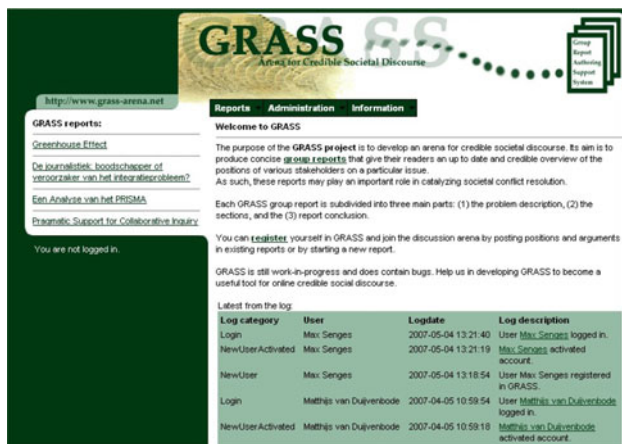 GRASS
Arena for Credible Societal Discourse
Group
Report
Authoring
Support
System
http://www.grass-arena.net
Reports Administration Information
GRASS reports:
Greenhouse Effect
De journalistiek: boodschapper of
veroorzaker van het integratieprobleem?
Een Analyse van het PRISMA
Pragmatic Support for Collaborative Inquiry
You are not logged in.
Welcome to GRASS
The purpose of the GRASS project is to develop an arena for credible societal discourse. Its aim is to
produce concise group reports that give their readers an up to date and credible overview of the
positions of various stakeholders on a particular issue.
As such, these reports may play an important role in catalyzing societal conflict resolution.
Each GRASS group report is subdivided into three main parts: (1) the problem description, (2) the
sections, and the (3) report conclusion.
You can register yourself in GRASS and join the discussion arena by posting positions and arguments
in existing reports or by starting a new report.
GRASS is still work-in-progress and does contain bugs. Help us in developing GRASS to become a
useful tool for online credible social discourse.
Latest from the log:
Log category User Logdate Log description
Login Max Senges 2007-05-04 13:21:40 User Max Senges logged in.
NewUserActivated Max Senges 2007-05-04 13:21:19 Max Senges activated
account.
NewUser Max Senges 2007-05-04 13:18:54 User Max Senges registered
in GRASS.
Login Matthijs van Duijvenbode 2007-04-05 10:59:54 User Matthijs van Duijvenbode
logged in.
NewUserActivated Matthijs van Duijvenbode 2007-04-05 10:59:18 Matthijs van Duijvenbode
activated account.